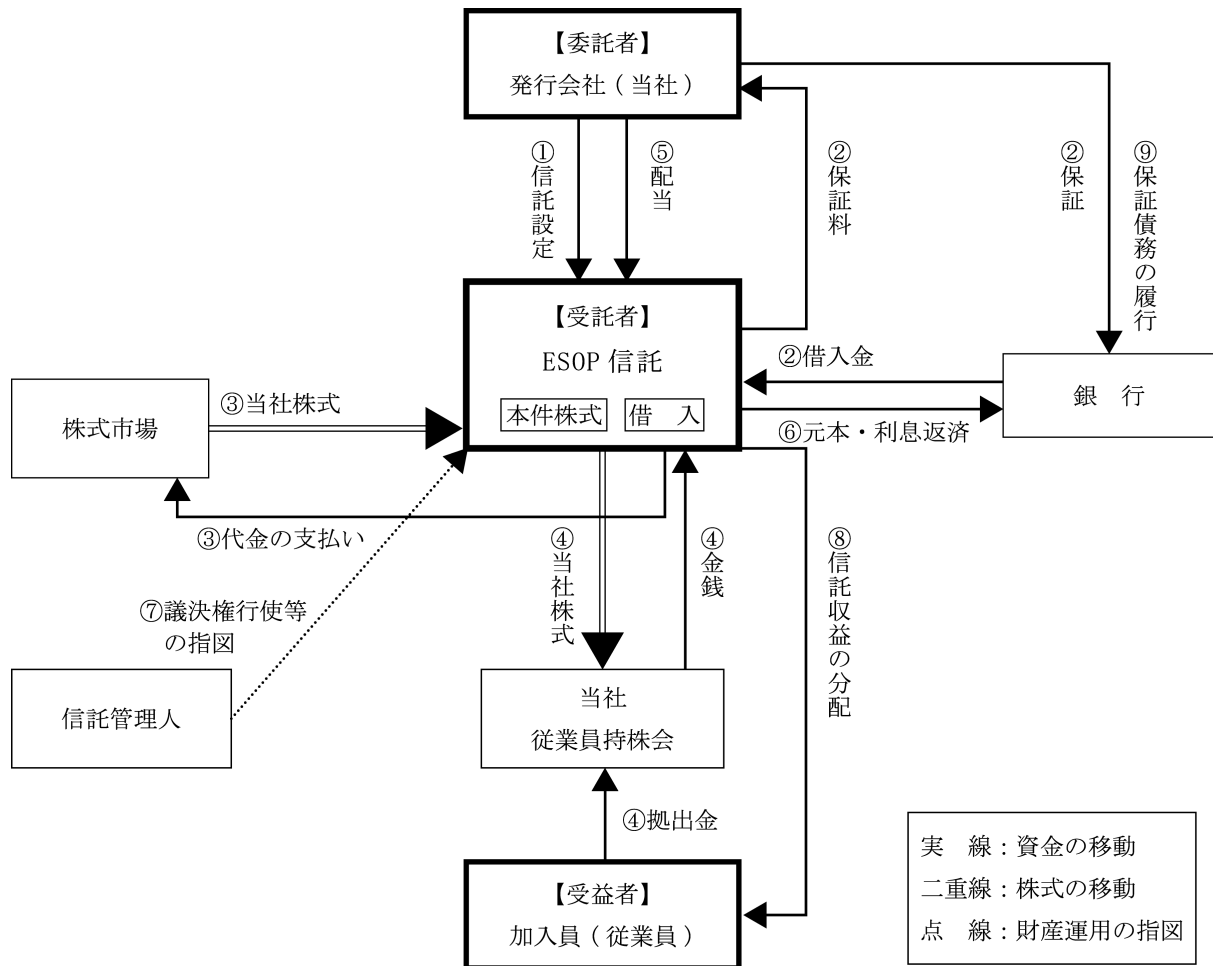 【委託者】
発行会社(当社)
①信託設定
⑤配当
②保証料
②保証
⑨保証債務の履行
【受託者】
ESOP 信託
本件株式
借 入
②借入金
⑥元本・利息返済
銀 行
株式市場
③当社株式
③代金の支払い
④当社株式
④金銭
⑧信託収益の分配
⑦議決権行使等
の指図
信託管理人
当社
従業員持株会
④拠出金
【受益者】
加入員(従業員)
実 線:資金の移動
二重線:株式の移動
点 線:財産運用の指図